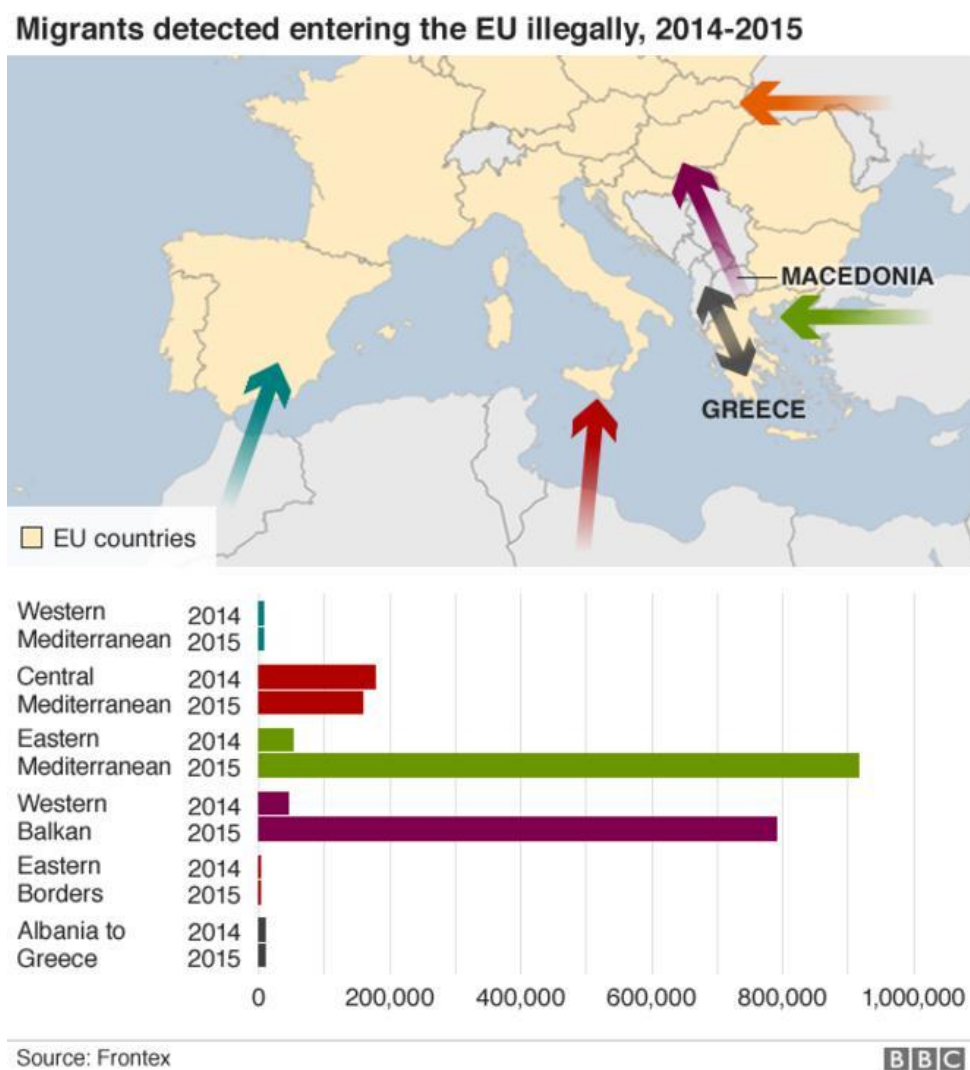 Migrants detected entering the EU illegally, 2014-2015
MACEDONIA
GREECE
EU countries
Western 2014
Mediterranean 2015
Central 2014
Mediterranean 2015
Eastern 2014
Mediterranean 2015
Western 2014
Balkan 2015
Eastern 2014
Borders 2015
Albania to 2014
Greece 2015
0 200,000 400,000 600,000 800,000 1,000,000
Source: Frontex BBC